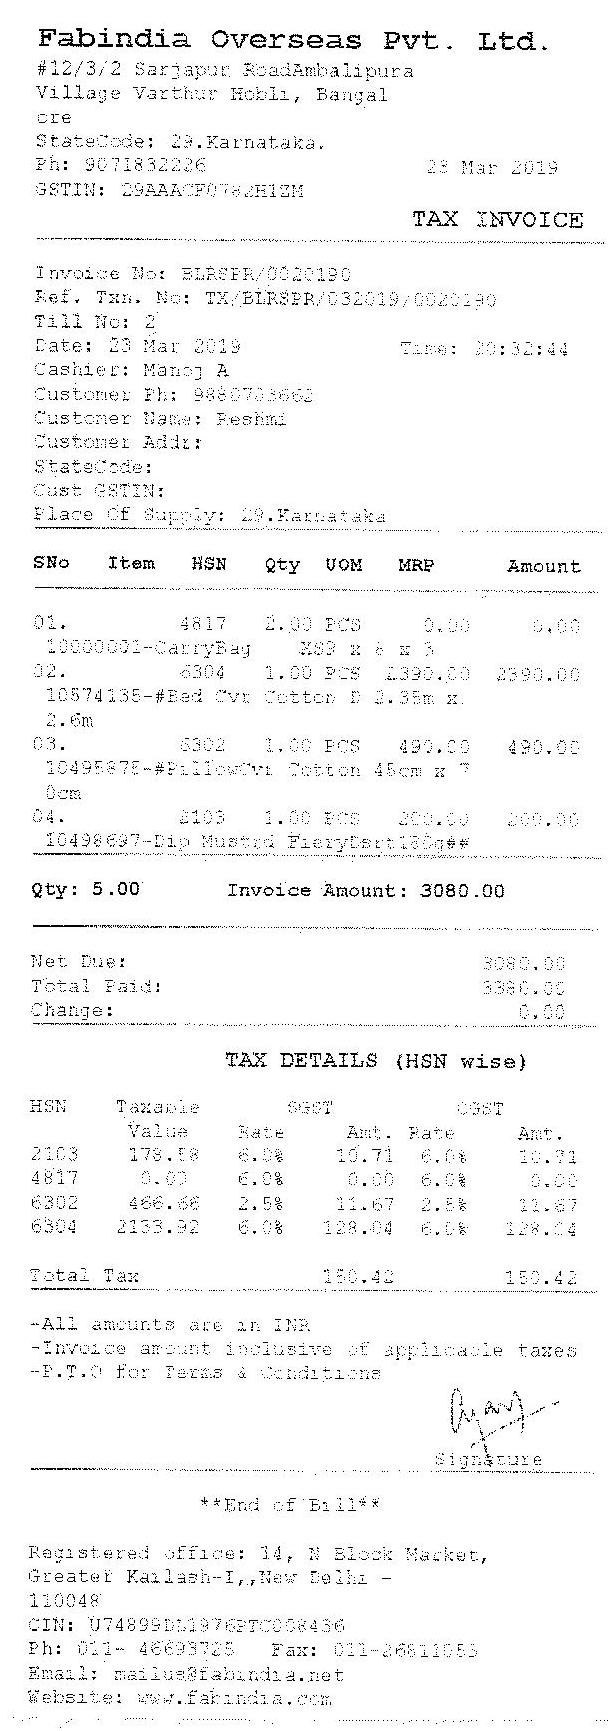 Fabindia Overseas Pvt. Ltd.
#12/3/2 Sarjapur RoadAmbalipura
Village Varthur Hobli, Bangal
ore
StateCode: 29.Karnataka.
Ph: 9071832226 23 Mar 2019
GSTIN:
TAX INVOICE
Invoice No: BLRSPR/0020190
Ref. Txn. No: TX/BLRSPR/032019/0020190
Till No: 2
Date: 23 Mar 2019 Time: 20:32:44
Cashier: Manoj A
Customer Ph:
Customer Name: Reshmi
Customer Addr:
StateCode:
Cust GSTIN:
Place Of Supply: 29.Karnataka
SNo Item HSN Qty UOM MRP Amount
01. 4817 2.00 PCS 0.00 0.00
10000001-CarryBag x 8 x 3
02. 6304 1.00 PCS 2390.00 2390.00
10574135-#Bed Cvr Cotton D 2.35m x
2.6m
03. 6302 1.00 PCS 490.00 490.00
10495875-#PillowCvr Cotton 45cm x 7
0cm
04. 2103 1.00 PCS 200.00 200.00
10498697-Dip Mustrd FieryDsrt180g##
Qty: 5.00 Invoice Amount: 3080.00
Net Due: 3080.00
Total Paid: 3080.00
Change: 0.00
TAX DETAILS (HSN wise)
HSN Taxable SGST CGST
Value Rate Amt. Rate Amt.
2103 178.58 6.0% 10.71 6.0% 10.71
4817 0.00 6.0% 0.00 6.0% 0.00
6302 466.66 2.5% 11.67 2.5% 11.67
6304 2133.92 6.0% 128.04 6.0% 128.04
Total Tax 150.42 150.42
-All amounts are in INR
-Invoice amount inclusive of applicable taxes
-P.T.O for Terms & Conditions
Signature
**End of Bill**
Registered office: 14, N Block Market,
Greater Kailash-I,,New Delhi -
110048
CIN: U74899DL1976PTC008436
Ph: 011- 46693725 Fax: 011-26811055
Email: mailus@fabindia.net
Website: www.fabindia.com